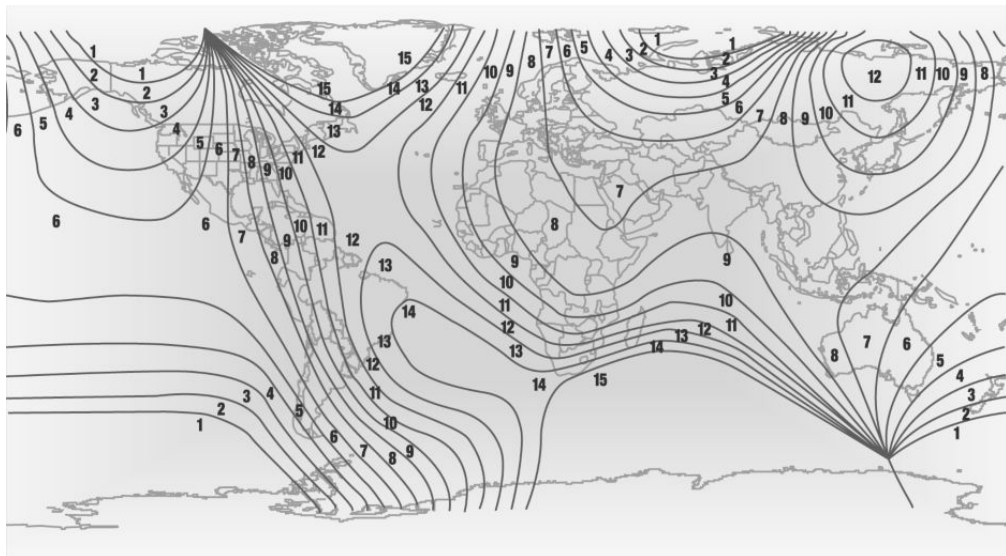 1 1
1 15 7 6 5 4 3 2 2
1 10 9 8 3 12 11 10 9 8
2 15 14 13 11 4
2 3 14 12 5 6 11
4 3 7 8 9 10
6 5 4 13
5 6 7 11 12
8 9 10
6 7
6 10 11 8
7 9 12
8 13 9 9
10
14 11 10
12 13 12 11
13 13 14 8 7 6 5
12 4
14 15
3 4 11 3
2 5 10 2
1 6 1
7 8 9